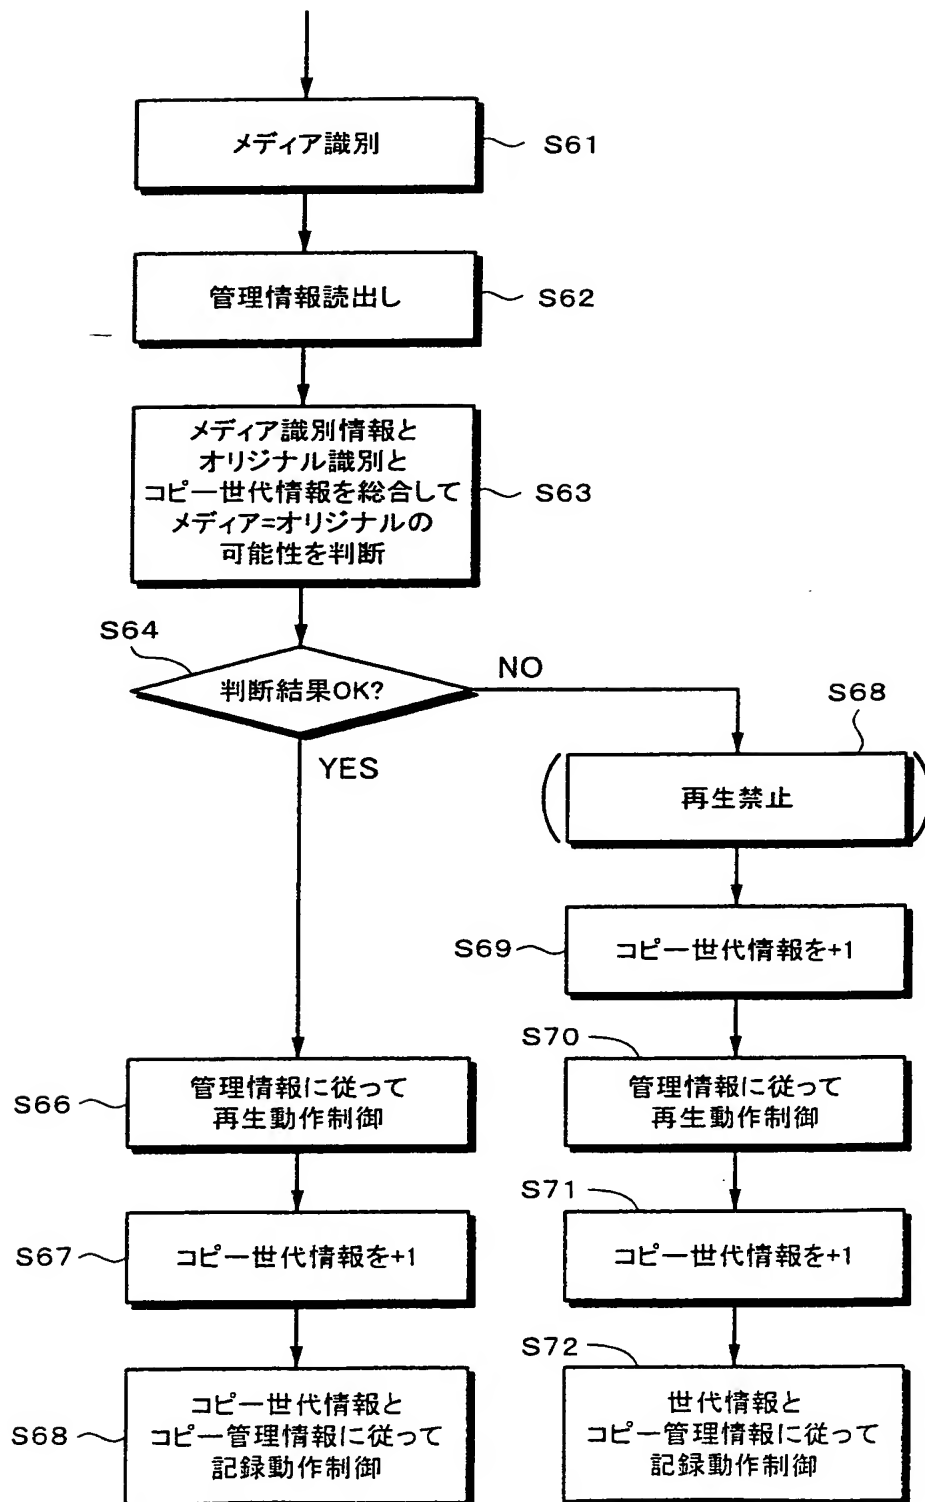 メディア識別
S61
管理情報読出し
S62
メディア識別情報と
オリジナル識別と
コピー世代情報を総合して
メディア=オリジナルの
可能性を判断
S63
S64
判断結果OK?
NO
YES
S68
再生禁止
S69
コピー世代情報を+1
S66
管理情報に従って
再生動作制御
S70
管理情報に従って
再生動作制御
S67
コピー世代情報を+1
S71
コピー世代情報を+1
S68
コピー世代情報と
コピー管理情報に従って
記録動作制御
S72
世代情報と
コピー管理情報に従って
記録動作制御